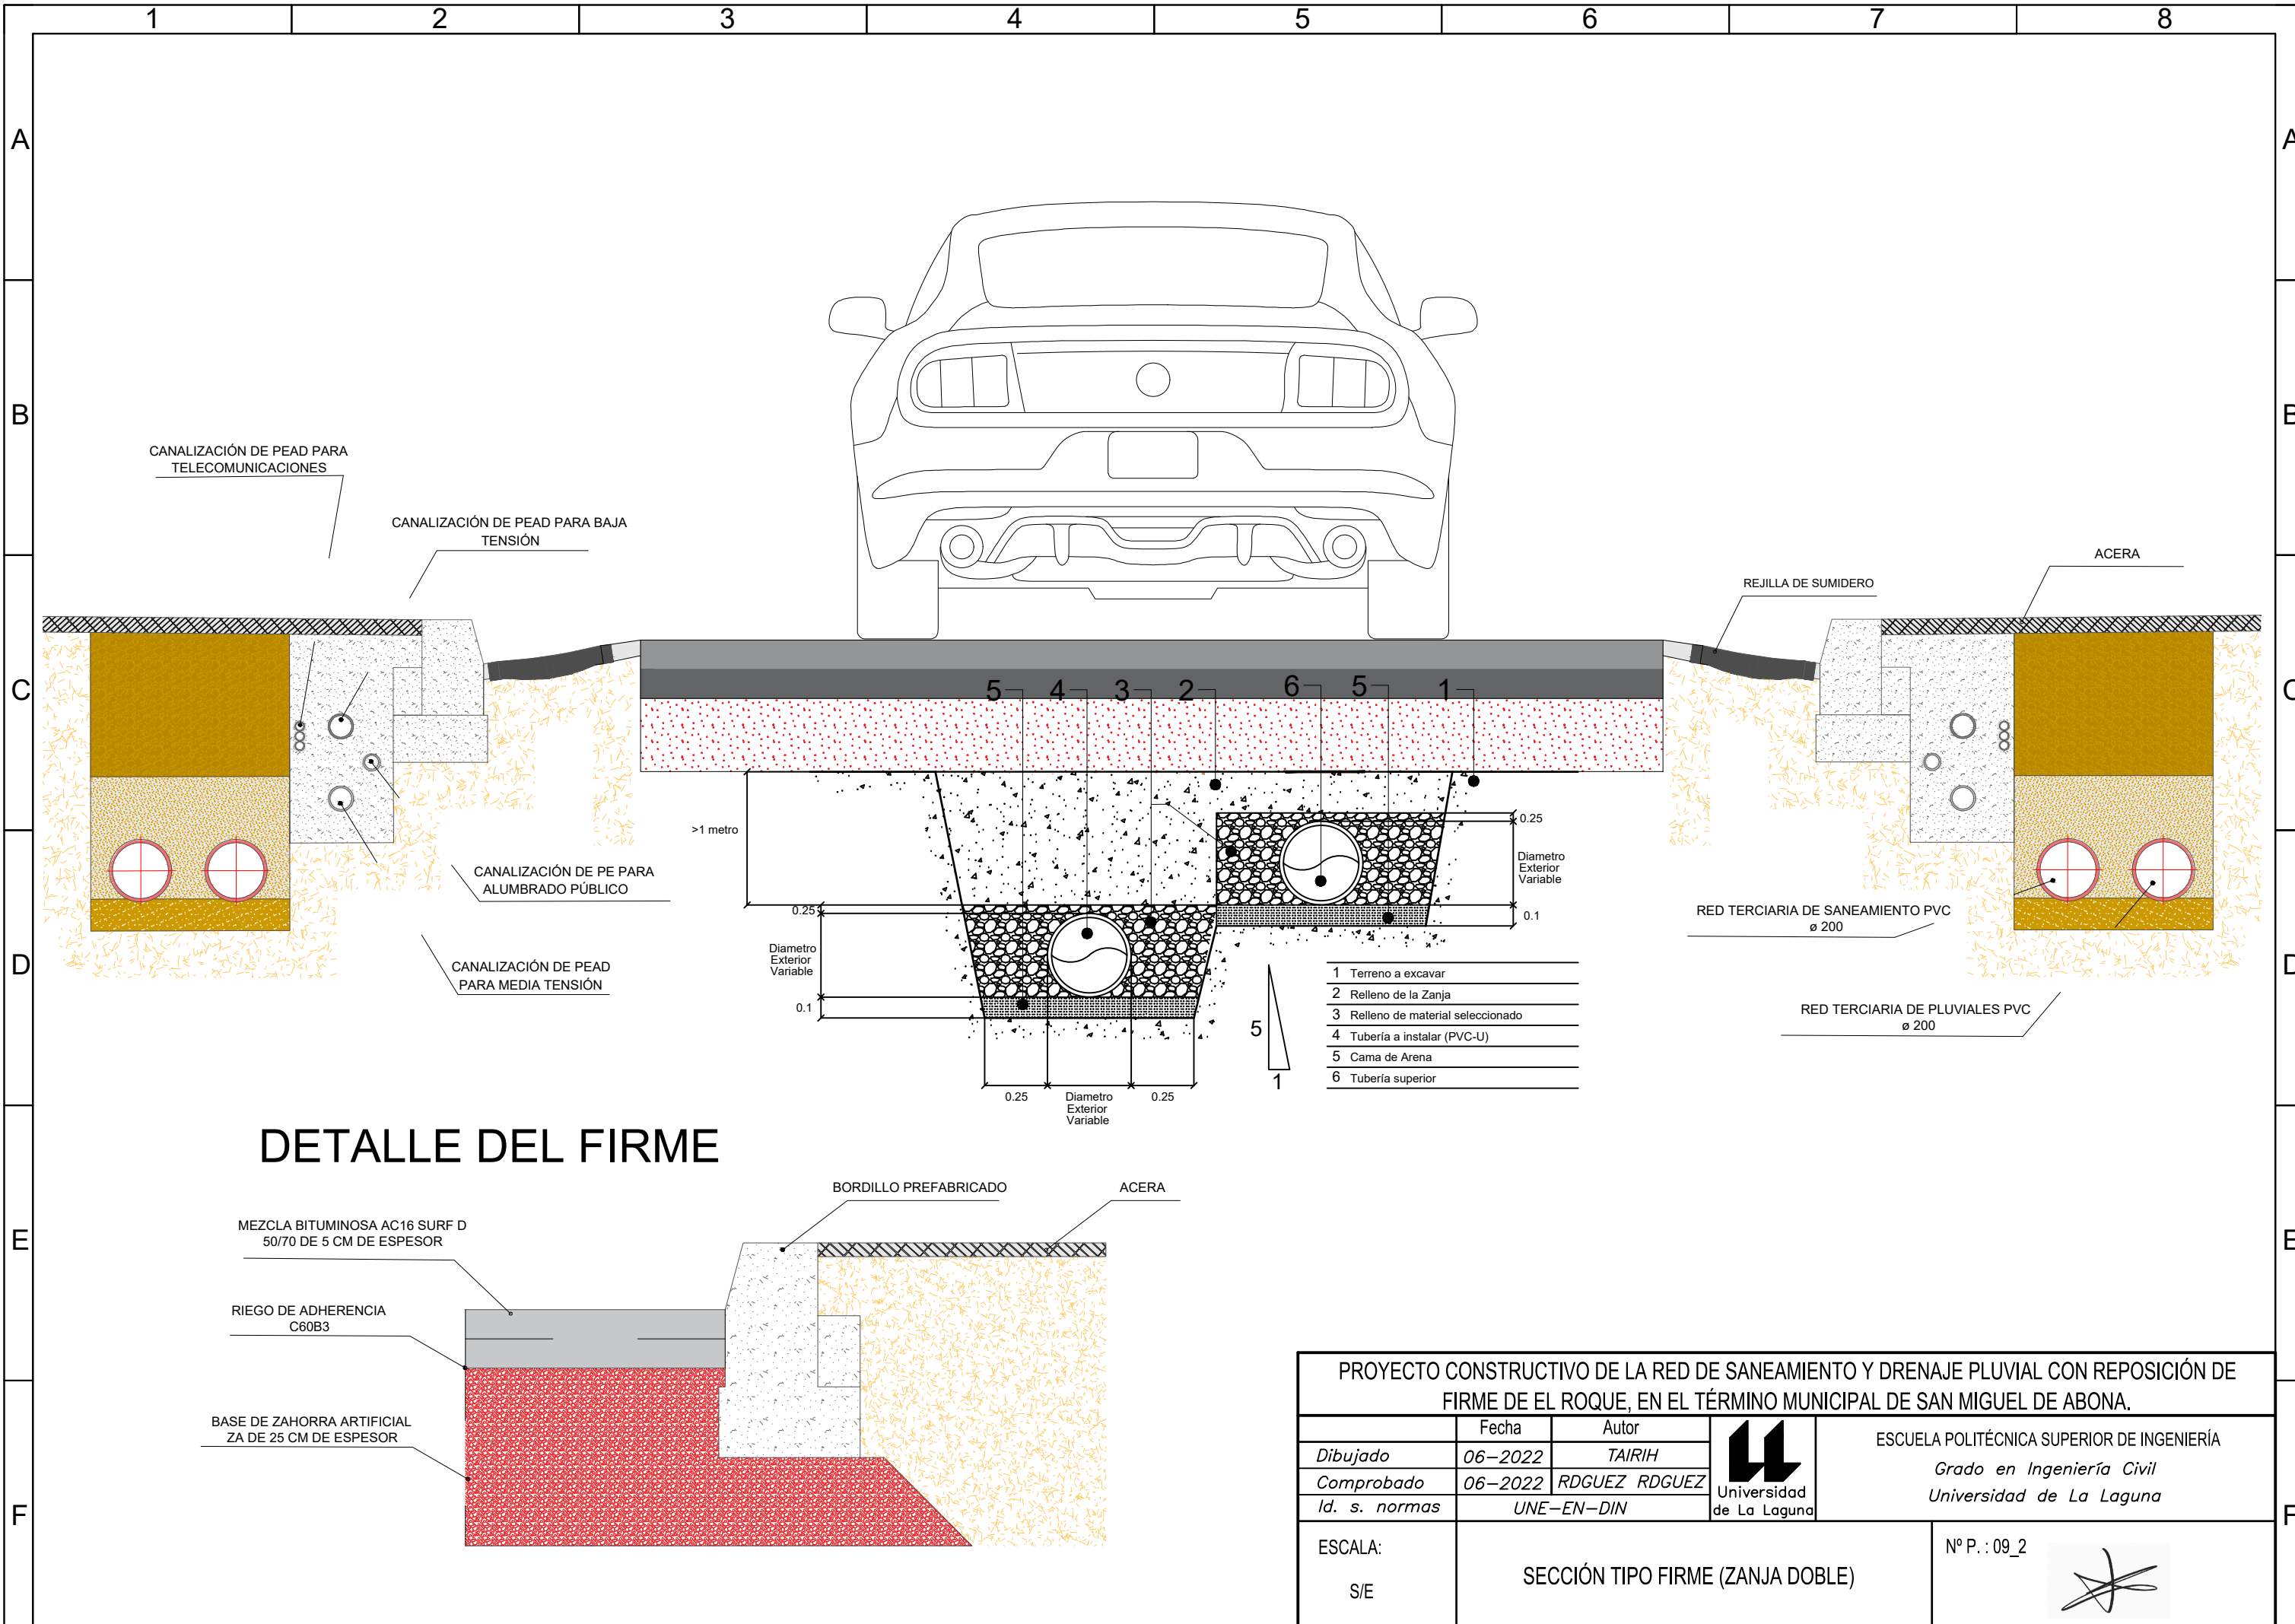 1 2 3 4 5 6 7 8
A A
B B
C C
D D
E E
F F
CANALIZACIÓN DE PEAD PARA
TELECOMUNICACIONES
CANALIZACIÓN DE PEAD PARA BAJA
TENSIÓN
ACERA
REJILLA DE SUMIDERO
5 4 3 2 6 5 1
>1 metro
0.25
Diametro
Exterior
Variable
0.1
0.25
Diametro
Exterior
Variable
0.1
CANALIZACIÓN DE PE PARA
ALUMBRADO PÚBLICO
CANALIZACIÓN DE PEAD
PARA MEDIA TENSIÓN
RED TERCIARIA DE SANEAMIENTO PVC
ø 200
RED TERCIARIA DE PLUVIALES PVC
ø 200
0.25
Diametro
Exterior
Variable
0.25
5
1
1 Terreno a excavar
2 Relleno de la Zanja
3 Relleno de material seleccionado
4 Tubería a instalar (PVC-U)
5 Cama de Arena
6 Tubería superior
DETALLE DEL FIRME
BORDILLO PREFABRICADO
ACERA
MEZCLA BITUMINOSA AC16 SURF D
50/70 DE 5 CM DE ESPESOR
RIEGO DE ADHERENCIA
C60B3
BASE DE ZAHORRA ARTIFICIAL
ZA DE 25 CM DE ESPESOR
PROYECTO CONSTRUCTIVO DE LA RED DE SANEAMIENTO Y DRENAJE PLUVIAL CON REPOSICIÓN DE
FIRME DE EL ROQUE, EN EL TÉRMINO MUNICIPAL DE SAN MIGUEL DE ABONA.
Fecha Autor
Dibujado 06-2022 TAIRIH
Comprobado 06-2022 RDGUEZ RDGUEZ
Id. s. normas UNE-EN-DIN
Universidad
de La Laguna
ESCUELA POLITÉCNICA SUPERIOR DE INGENIERÍA
Grado en Ingeniería Civil
Universidad de La Laguna
ESCALA:
S/E
SECCIÓN TIPO FIRME (ZANJA DOBLE)
Nº P. : 09_2